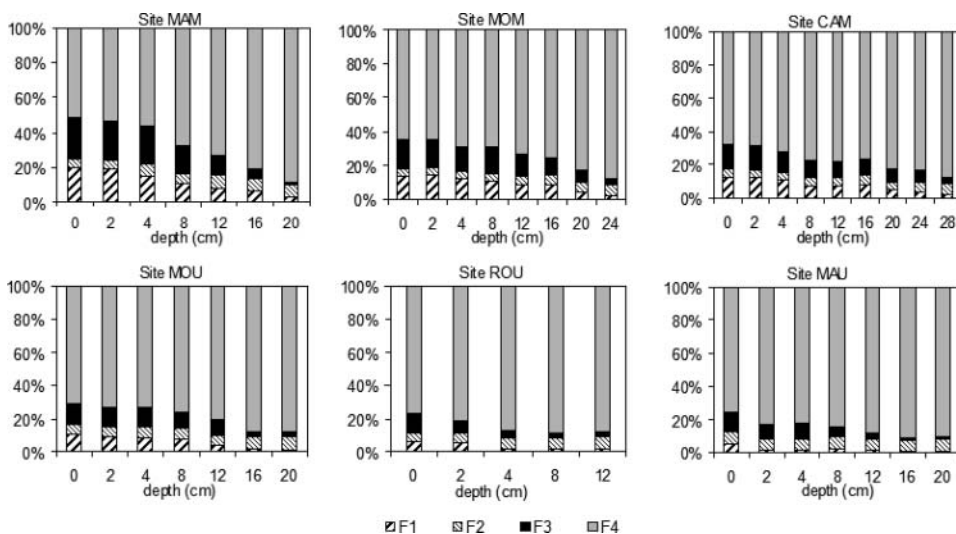 Site MAM
100%
80%
60%
40%
20%
0%
0 2 4 8 12 16 20
depth (cm)
Site MOM
100%
80%
60%
40%
20%
0%
0 2 4 8 12 16 20 24
depth (cm)
Site CAM
100%
80%
60%
40%
20%
0%
0 2 4 8 12 16 20 24 28
depth (cm)
Site MOU
100%
80%
60%
40%
20%
0%
0 2 4 8 12 16 20
depth (cm)
Site ROU
100%
80%
60%
40%
20%
0%
0 2 4 8 12
depth (cm)
Site MAU
100%
80%
60%
40%
20%
0%
0 2 4 8 12 16 20
depth (cm)
F1 F2 F3 F4